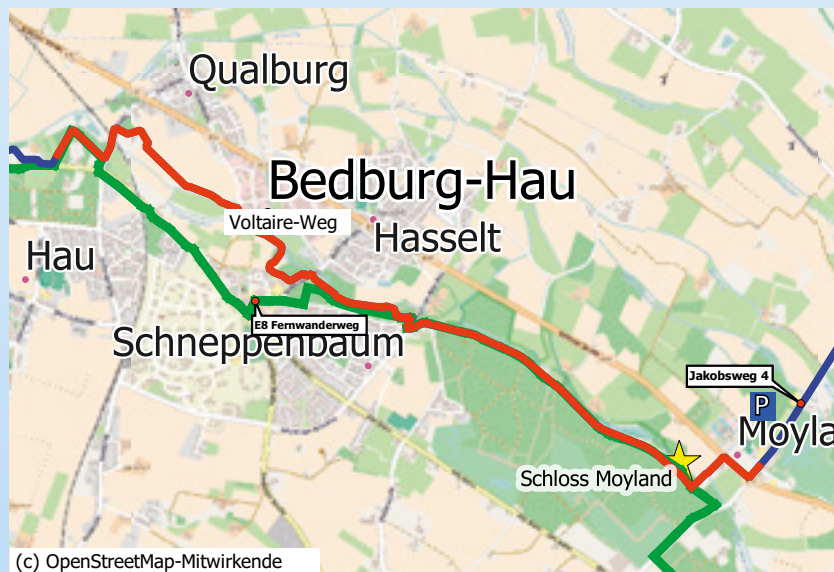 Qualburg
Bedburg-Hau
Voltaire-Weg
Hasselt
Hau
E8 Fernwanderweg
Schneppenbaum
Jakobsweg 4
P
Moyla
Schloss Moyland
(c) OpenStreetMap-Mitwirkende